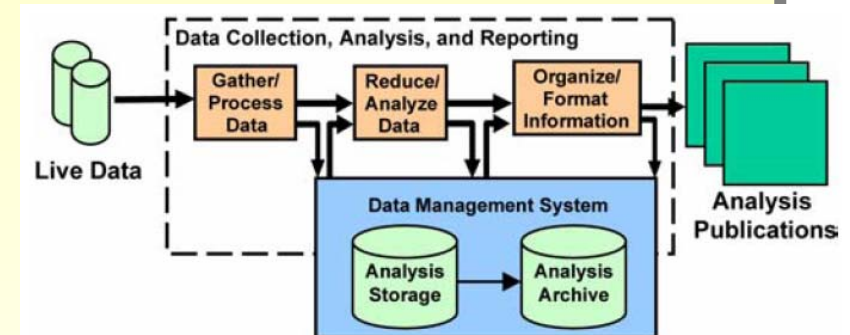 Data Collection, Analysis, and Reporting
Live Data
Gather/
Process
Data
Reduce/
Analyze
Data
Organize/
Format
Information
Analysis
Publications
Data Management System
Analysis
Storage
Analysis
Archive